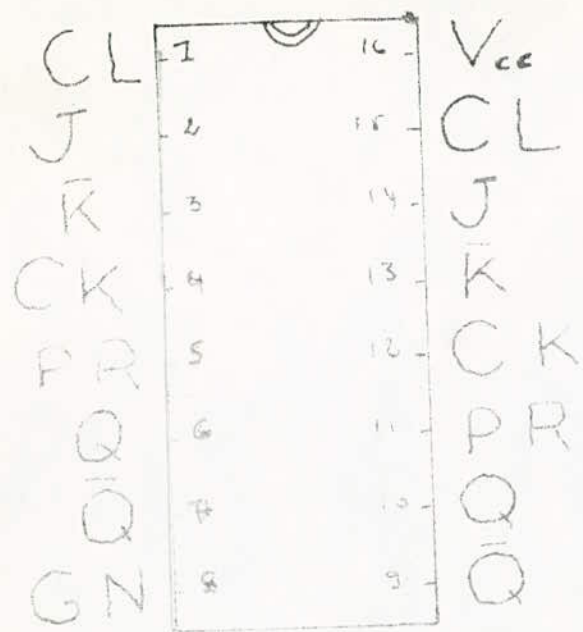 CL 1 16 Vcc
J 2 15 CL
K̅ 3 14 J
CK 4 13 K̅
PR 5 12 CK
Q 6 11 PR
Q̅ 7 10 Q
GN 8 9 Q̅